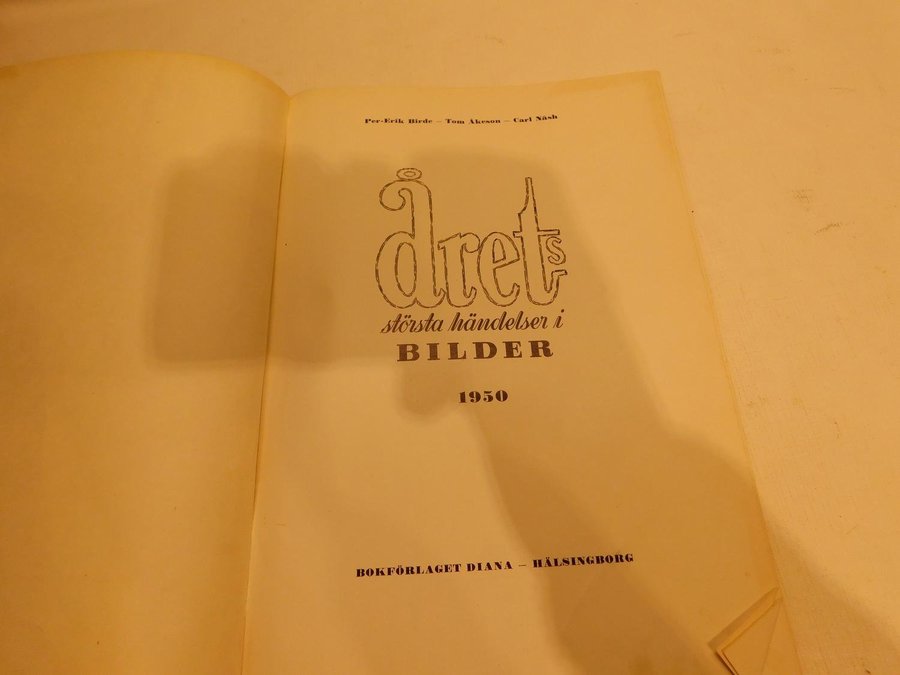 Per-Erik Birde – Tom Åkeson – Carl Näsh
årets
största händelser i
BILDER
1950
BOKFÖRLAGET DIANA – HÄLSINGBORG